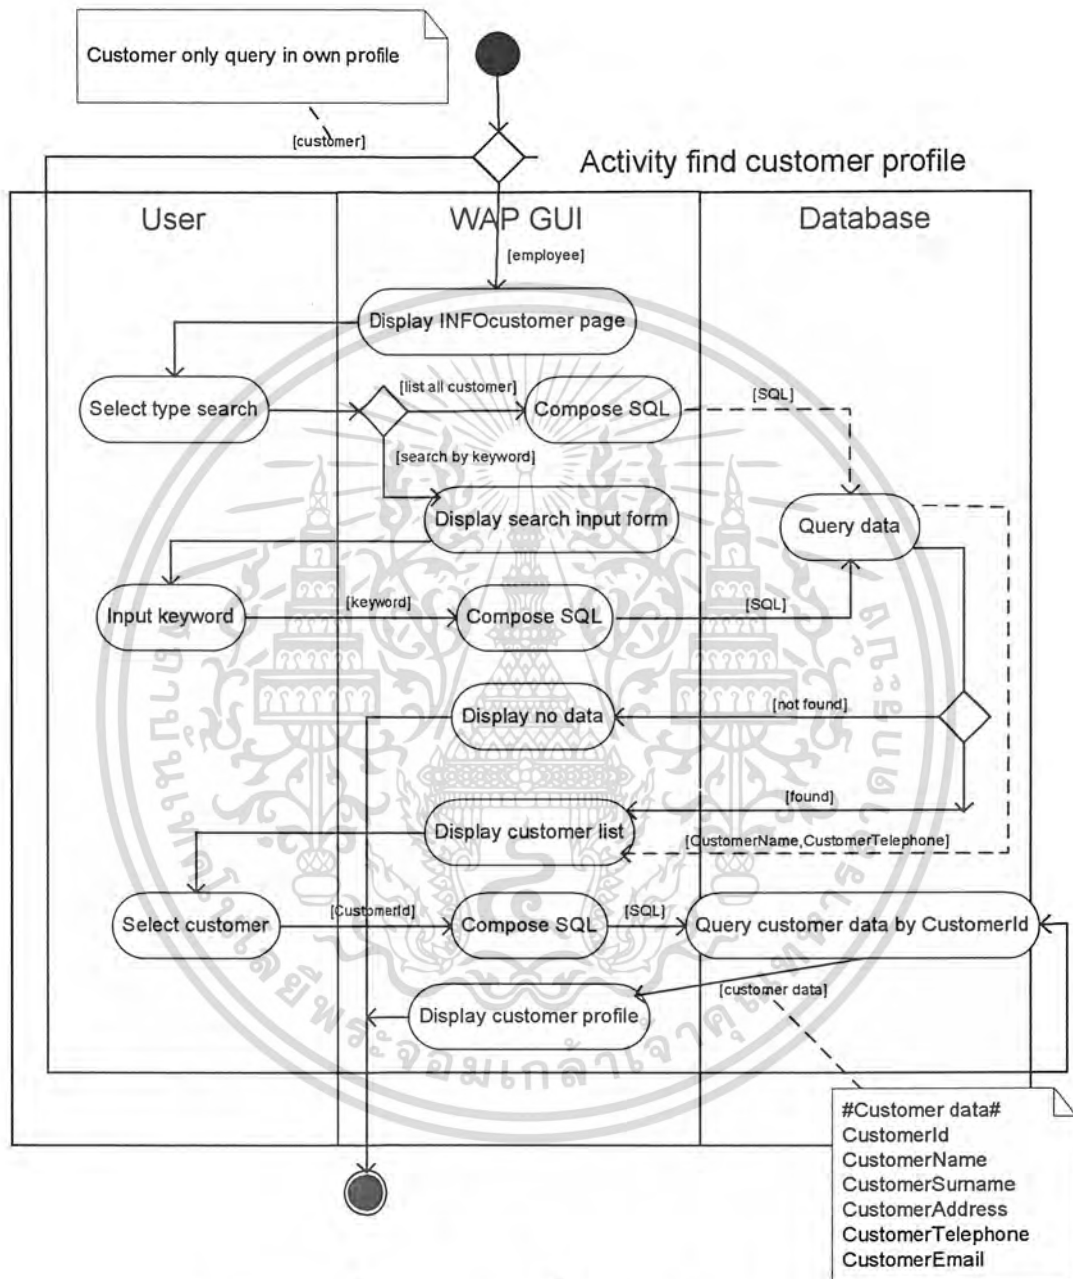 Customer only query in own profile
[customer]
Activity find customer profile
User
WAP GUI
Database
[employee]
Display INFOcustomer page
[list all customer]
Select type search
Compose SQL
[SQL]
[search by keyword]
Display search input form
Query data
Input keyword
[keyword]
Compose SQL
[SQL]
Display no data
[not found]
[found]
Display customer list
[CustomerName,CustomerTelephone]
Select customer
[CustomerId]
Compose SQL
[SQL]
Query customer data by CustomerId
[customer data]
Display customer profile
#Customer data#
CustomerId
CustomerName
CustomerSurname
CustomerAddress
CustomerTelephone
CustomerEmail